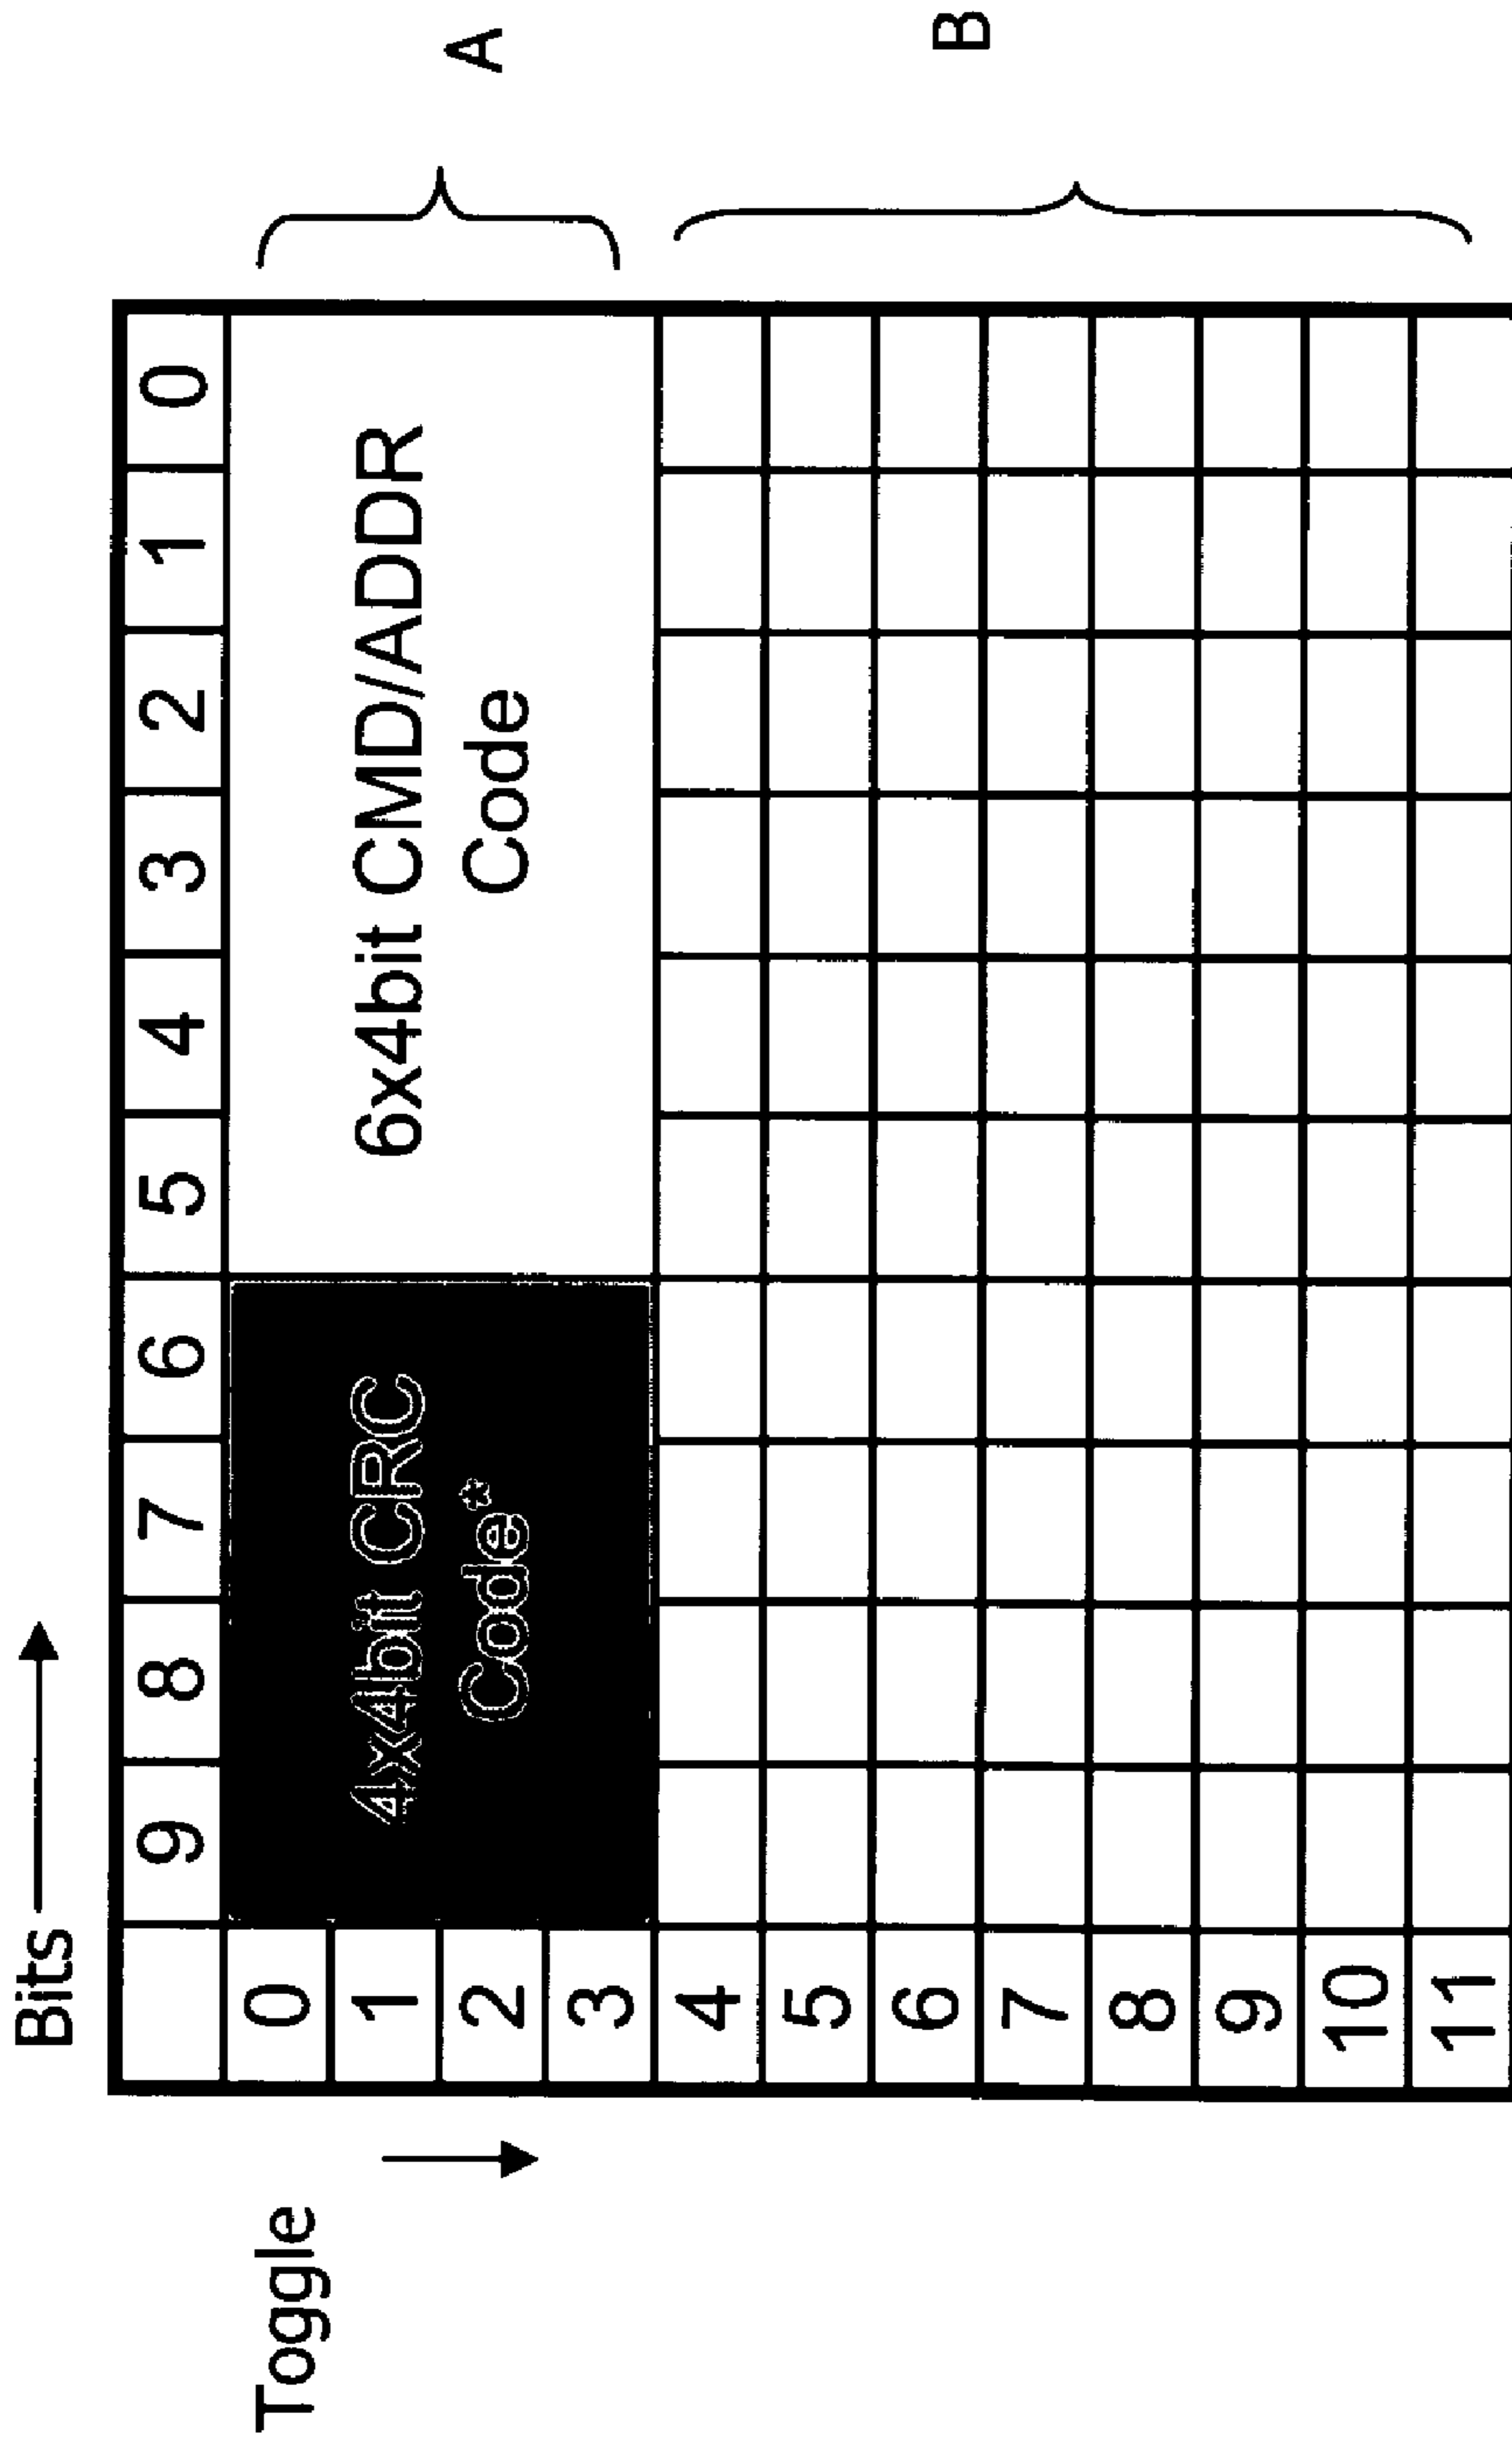 Bits
Toggle
9 8 7 6 5 4 3 2 1 0
0
1
2
3
4
5
6
7
8
9
10
11
4x4bit CRC
Code*
6x4bit CMD/ADDR
Code
A
B